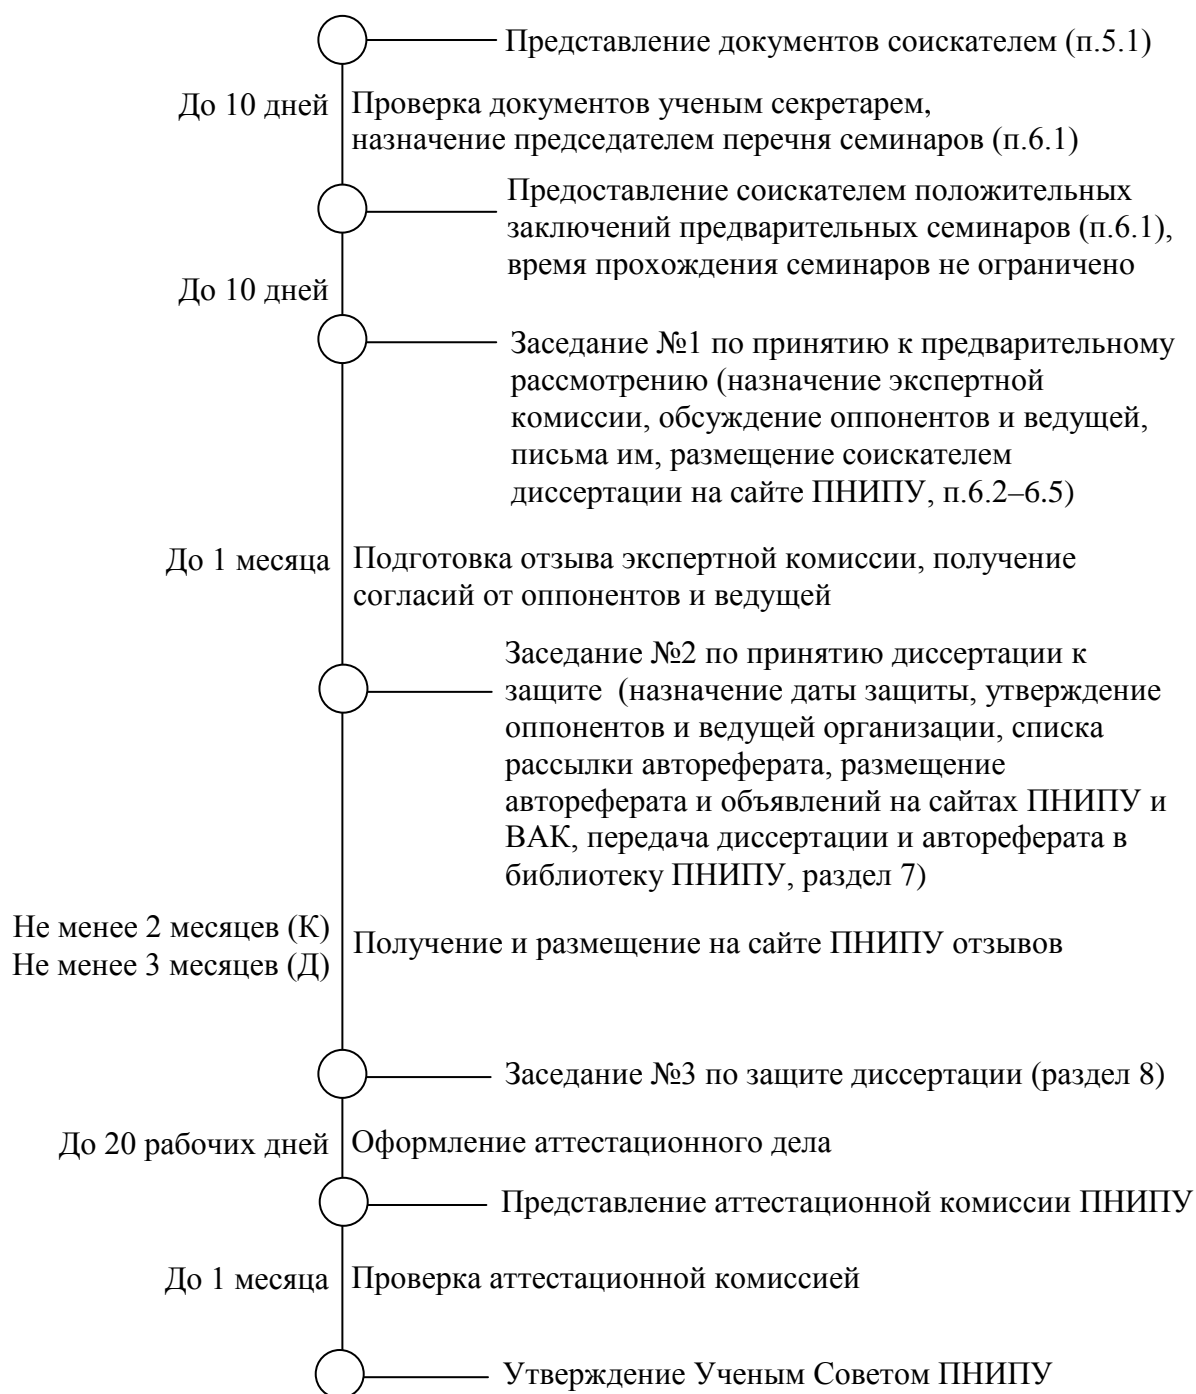 Представление документов соискателем (п.5.1)
До 10 дней
Проверка документов ученым секретарем,
назначение председателем перечня семинаров (п.6.1)
Предоставление соискателем положительных
заключений предварительных семинаров (п.6.1),
время прохождения семинаров не ограничено
До 10 дней
Заседание №1 по принятию к предварительному
рассмотрению (назначение экспертной
комиссии, обсуждение оппонентов и ведущей,
письма им, размещение соискателем
диссертации на сайте ПНИПУ, п.6.2–6.5)
До 1 месяца
Подготовка отзыва экспертной комиссии, получение
согласий от оппонентов и ведущей
Заседание №2 по принятию диссертации к
защите (назначение даты защиты, утверждение
оппонентов и ведущей организации, списка
рассылки автореферата, размещение
автореферата и объявлений на сайтах ПНИПУ и
ВАК, передача диссертации и автореферата в
библиотеку ПНИПУ, раздел 7)
Не менее 2 месяцев (К)
Не менее 3 месяцев (Д)
Получение и размещение на сайте ПНИПУ отзывов
Заседание №3 по защите диссертации (раздел 8)
До 20 рабочих дней
Оформление аттестационного дела
Представление аттестационной комиссии ПНИПУ
До 1 месяца
Проверка аттестационной комиссией
Утверждение Ученым Советом ПНИПУ